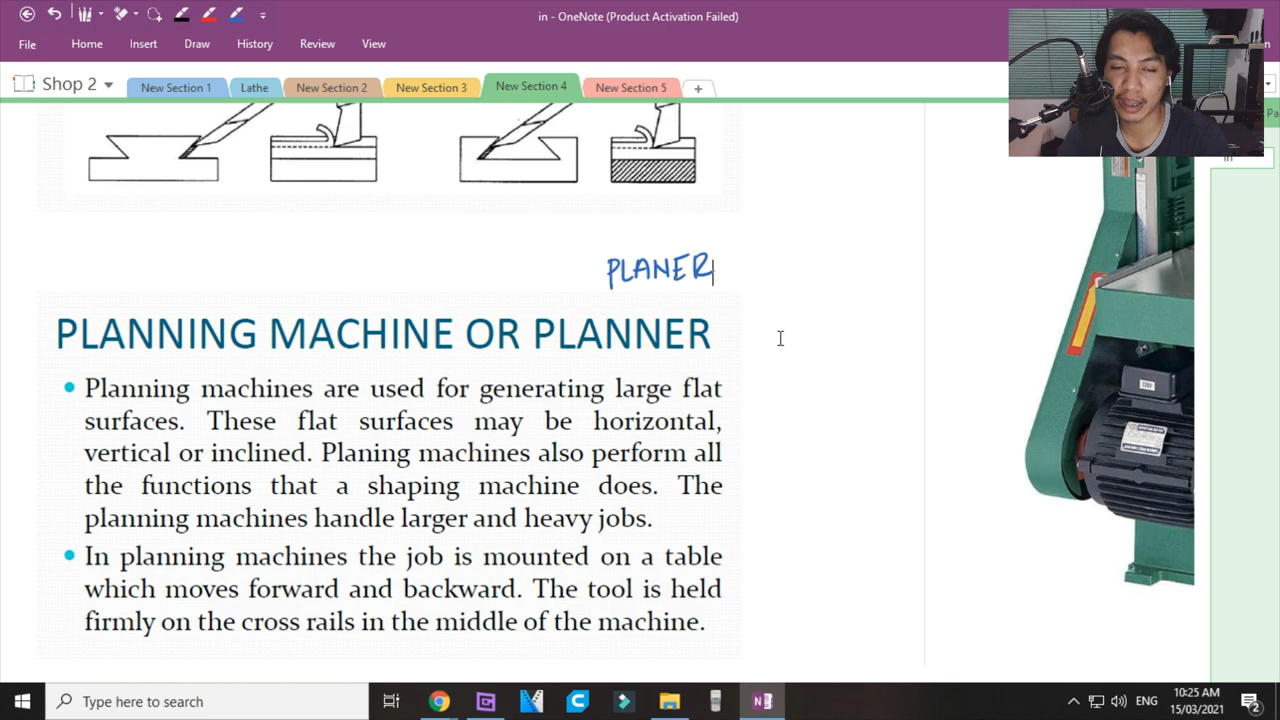 in - OneNote (Product Activation Failed)
File Home Insert Draw History Review View
Shop 2 New Section 1 Lathe New Section 2 New Section 3 New Section 4 New Section 5 +
in
PLANER
PLANNING MACHINE OR PLANNER
Planning machines are used for generating large flat
surfaces. These flat surfaces may be horizontal,
vertical or inclined. Planing machines also perform all
the functions that a shaping machine does. The
planning machines handle larger and heavy jobs.
In planning machines the job is mounted on a table
which moves forward and backward. The tool is held
firmly on the cross rails in the middle of the machine.
220V
Type here to search
ENG
10:25 AM
15/03/2021
2